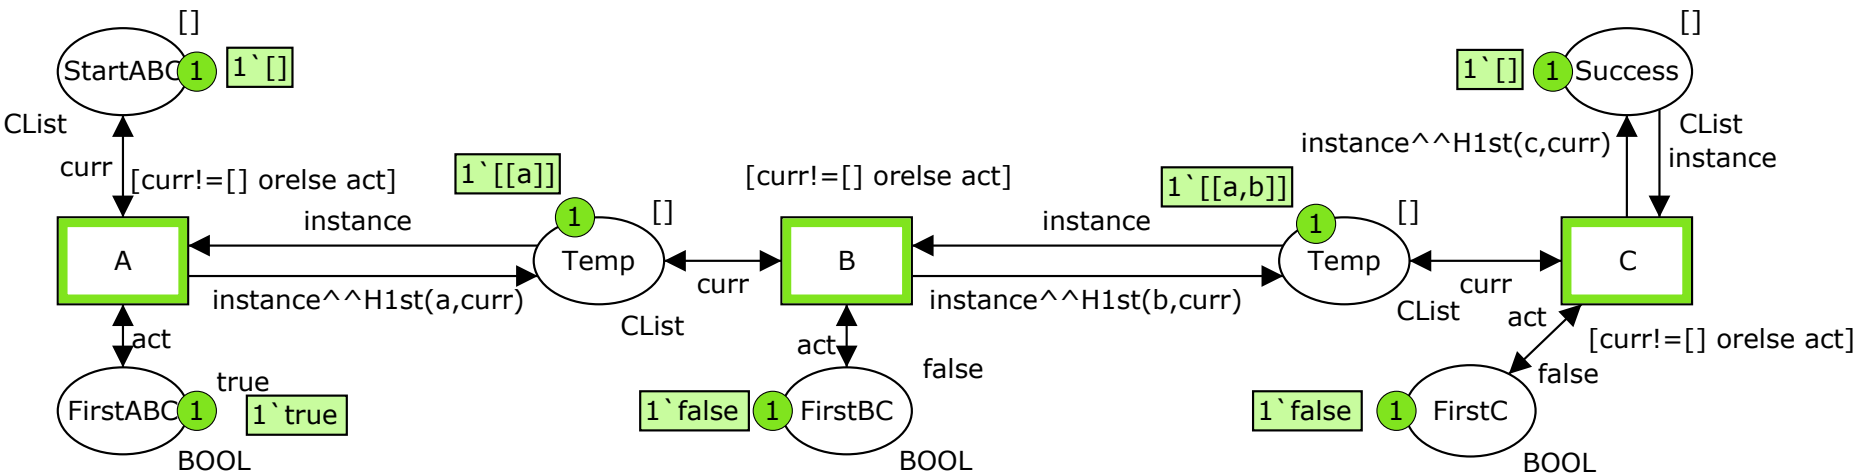 []
StartABC
1
1`[]
CList
curr
[curr!=[] orelse act]
A
act
true
FirstABC
1
1`true
BOOL
instance
instance^^H1st(a,curr)
1`[[a]]
1
[]
Temp
CList
curr
[curr!=[] orelse act]
B
act
false
1`false
1
FirstBC
BOOL
instance
instance^^H1st(b,curr)
1`[[a,b]]
1
[]
Temp
CList
curr
[]
1`[]
1
Success
CList
instance^^H1st(c,curr)
instance
C
act
[curr!=[] orelse act]
false
1`false
1
FirstC
BOOL